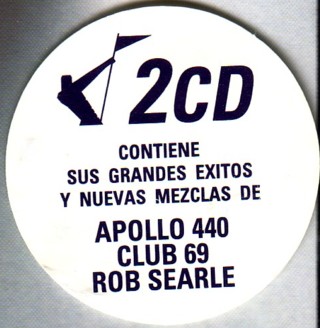 2CD
CONTIENE
SUS GRANDES EXITOS
Y NUEVAS MEZCLAS DE
APOLLO 440
CLUB 69
ROB SEARLE